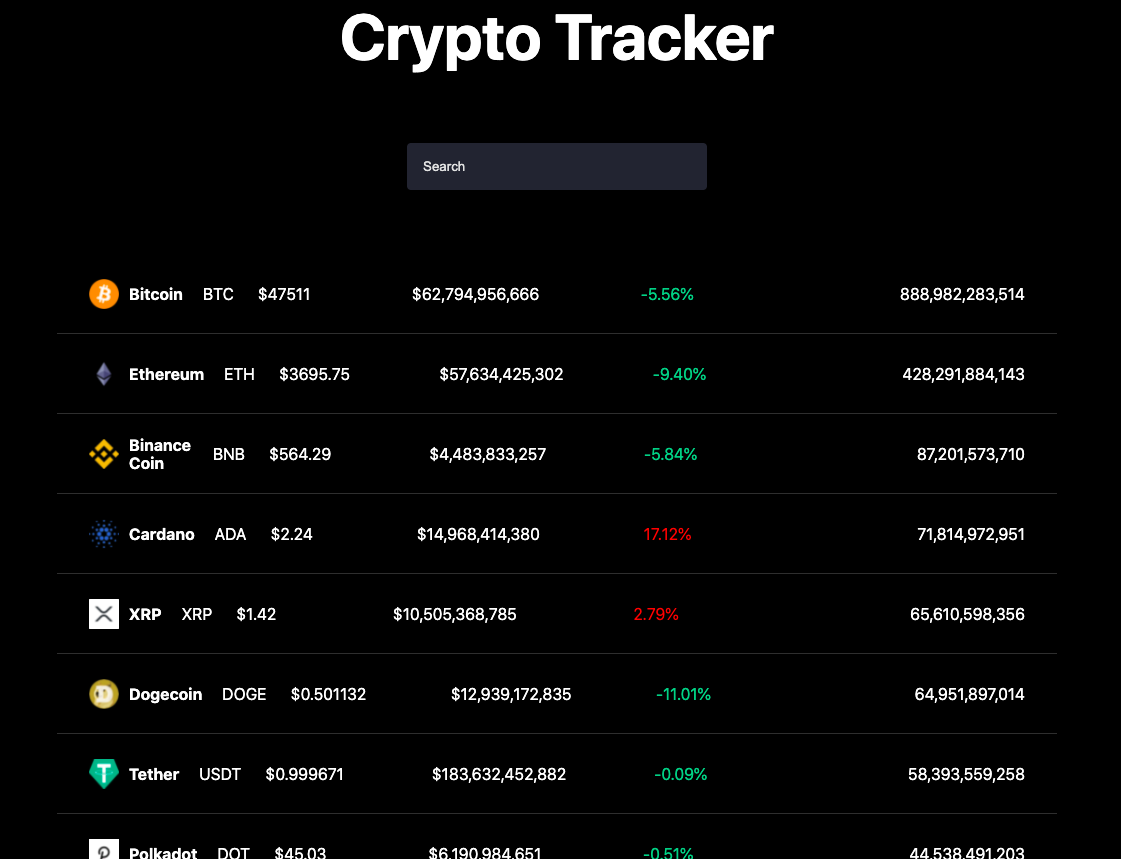 Crypto Tracker
Search
Bitcoin BTC $47511 $62,794,956,666 -5.56% 888,982,283,514
Ethereum ETH $3695.75 $57,634,425,302 -9.40% 428,291,884,143
Binance Coin BNB $564.29 $4,483,833,257 -5.84% 87,201,573,710
Cardano ADA $2.24 $14,968,414,380 17.12% 71,814,972,951
XRP XRP $1.42 $10,505,368,785 2.79% 65,610,598,356
Dogecoin DOGE $0.501132 $12,939,172,835 -11.01% 64,951,897,014
Tether USDT $0.999671 $183,632,452,882 -0.09% 58,393,559,258
Polkadot DOT $45.03 $6,190,984,651 -0.51% 44,538,491,203